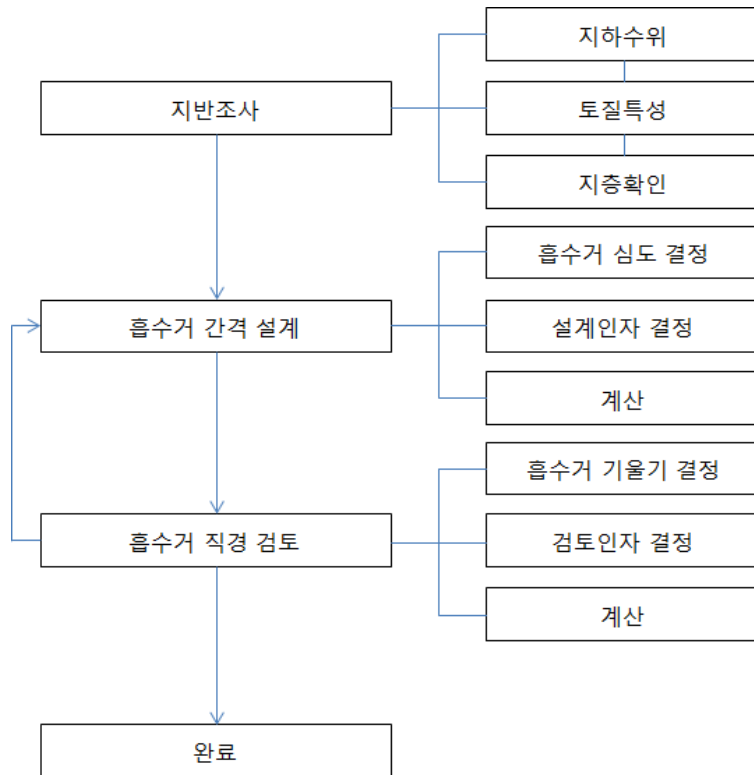 지반조사
지하수위
토질특성
지층확인
흡수거 간격 설계
흡수거 심도 결정
설계인자 결정
계산
흡수거 직경 검토
흡수거 기울기 결정
검토인자 결정
계산
완료